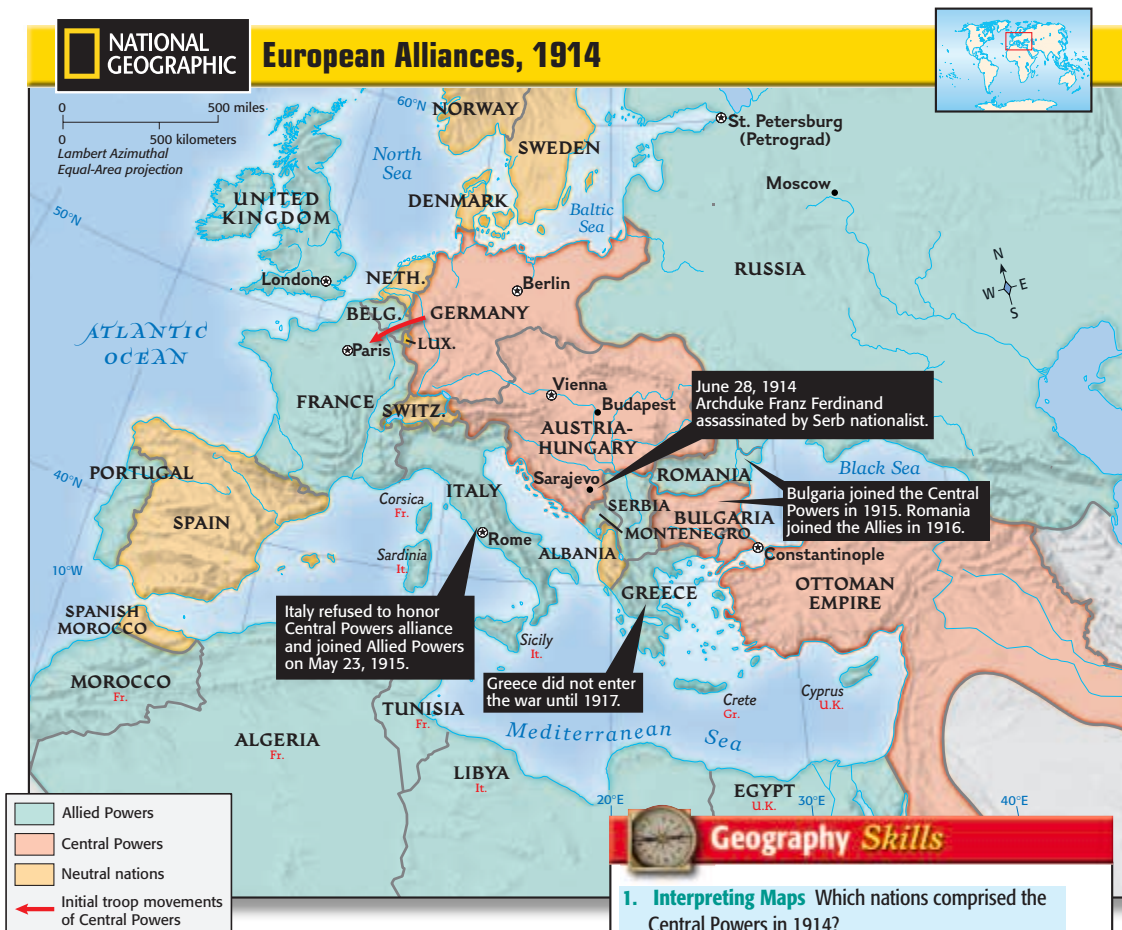 NATIONAL
GEOGRAPHIC
European Alliances, 1914
0
500 miles
0
500 kilometers
Lambert Azimuthal
Equal-Area projection
60°N
50°N
40°N
10°W
20°E
30°E
40°E
NORWAY
SWEDEN
St. Petersburg
(Petrograd)
North
Sea
Moscow
UNITED
KINGDOM
DENMARK
Baltic
Sea
RUSSIA
N
W
E
S
London
NETH.
Berlin
BELG.
GERMANY
ATLANTIC
OCEAN
Paris
LUX.
Vienna
Budapest
FRANCE
SWITZ.
AUSTRIA-
HUNGARY
June 28, 1914
Archduke Franz Ferdinand
assassinated by Serb nationalist.
PORTUGAL
SPAIN
Corsica
Fr.
ITALY
Sarajevo
ROMANIA
Black Sea
SERBIA
BULGARIA
MONTENEGRO
Bulgaria joined the Central
Powers in 1915. Romania
joined the Allies in 1916.
Sardinia
It.
Rome
ALBANIA
Constantinople
GREECE
OTTOMAN
EMPIRE
SPANISH
MOROCCO
Italy refused to honor
Central Powers alliance
and joined Allied Powers
on May 23, 1915.
Sicily
It.
Greece did not enter
the war until 1917.
MOROCCO
Fr.
Crete
Gr.
Cyprus
U.K.
TUNISIA
Fr.
Mediterranean Sea
ALGERIA
Fr.
LIBYA
It.
EGYPT
U.K.
Allied Powers
Central Powers
Neutral nations
Initial troop movements
of Central Powers
Geography Skills
1. Interpreting Maps Which nations comprised the
Central Powers in 1914?